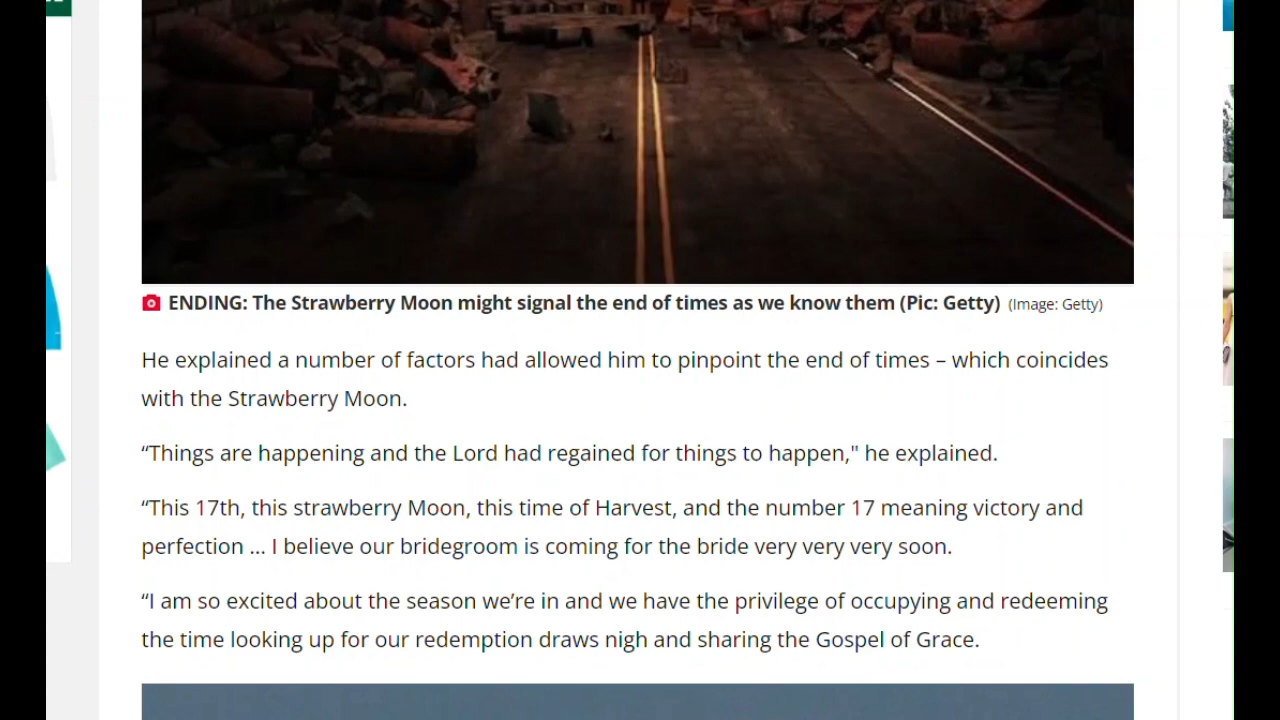 ENDING: The Strawberry Moon might signal the end of times as we know them (Pic: Getty) (Image: Getty)
He explained a number of factors had allowed him to pinpoint the end of times – which coincides
with the Strawberry Moon.
“Things are happening and the Lord had regained for things to happen," he explained.
“This 17th, this strawberry Moon, this time of Harvest, and the number 17 meaning victory and
perfection ... I believe our bridegroom is coming for the bride very very very soon.
“I am so excited about the season we’re in and we have the privilege of occupying and redeeming
the time looking up for our redemption draws nigh and sharing the Gospel of Grace.